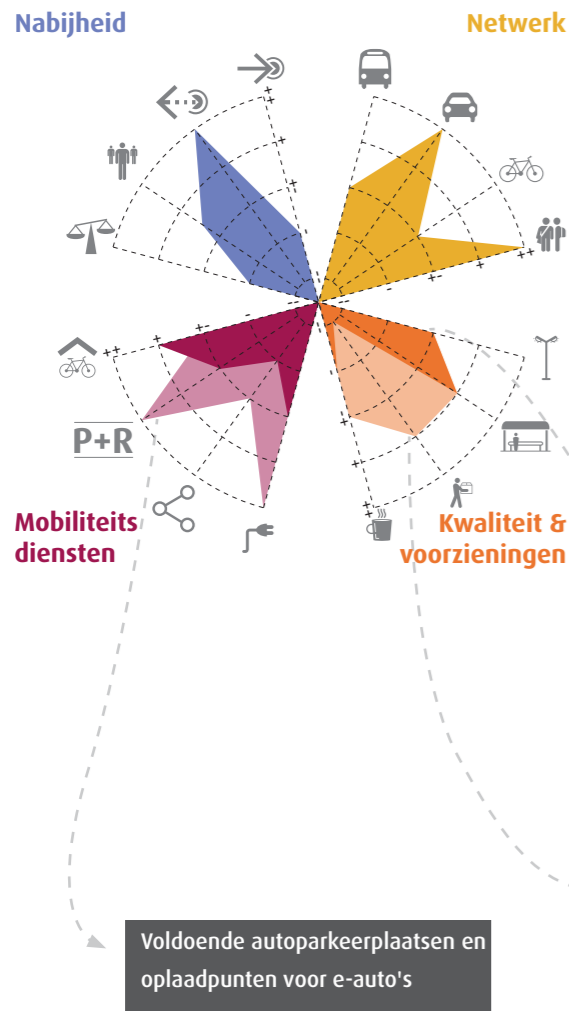 Nabijheid
Netwerk
P+R
Mobiliteits
diensten
Kwaliteit &
voorzieningen
Voldoende autoparkeerplaatsen en
oplaadpunten voor e-auto's